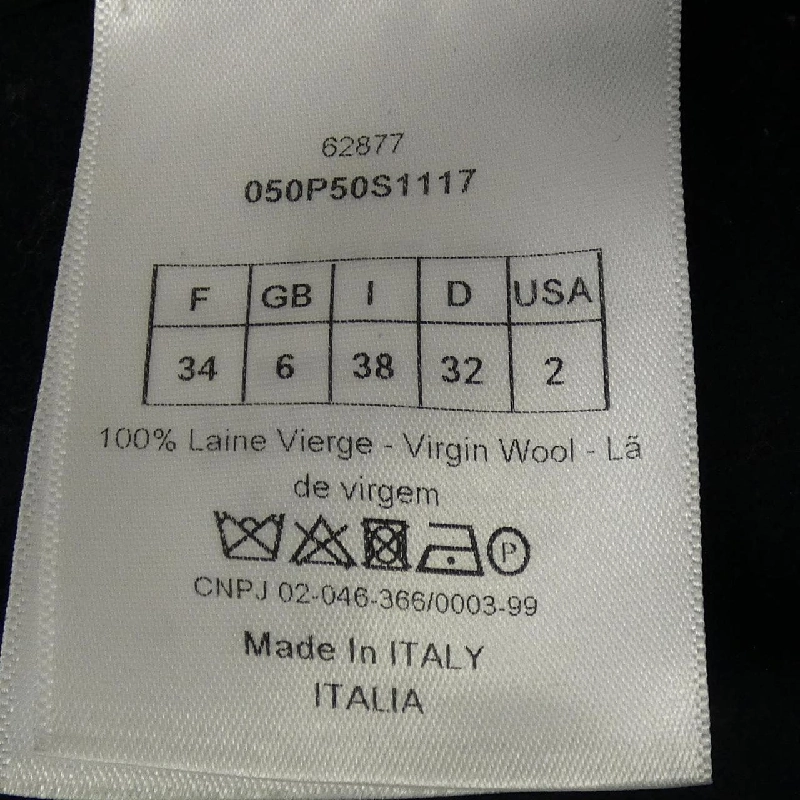 62877
050P50S1117
F GB I D USA
34 6 38 32 2
100% Laine Vierge - Virgin Wool - Lã
de virgem
P
CNPJ 02-046-366/0003-99
Made In ITALY
ITALIA